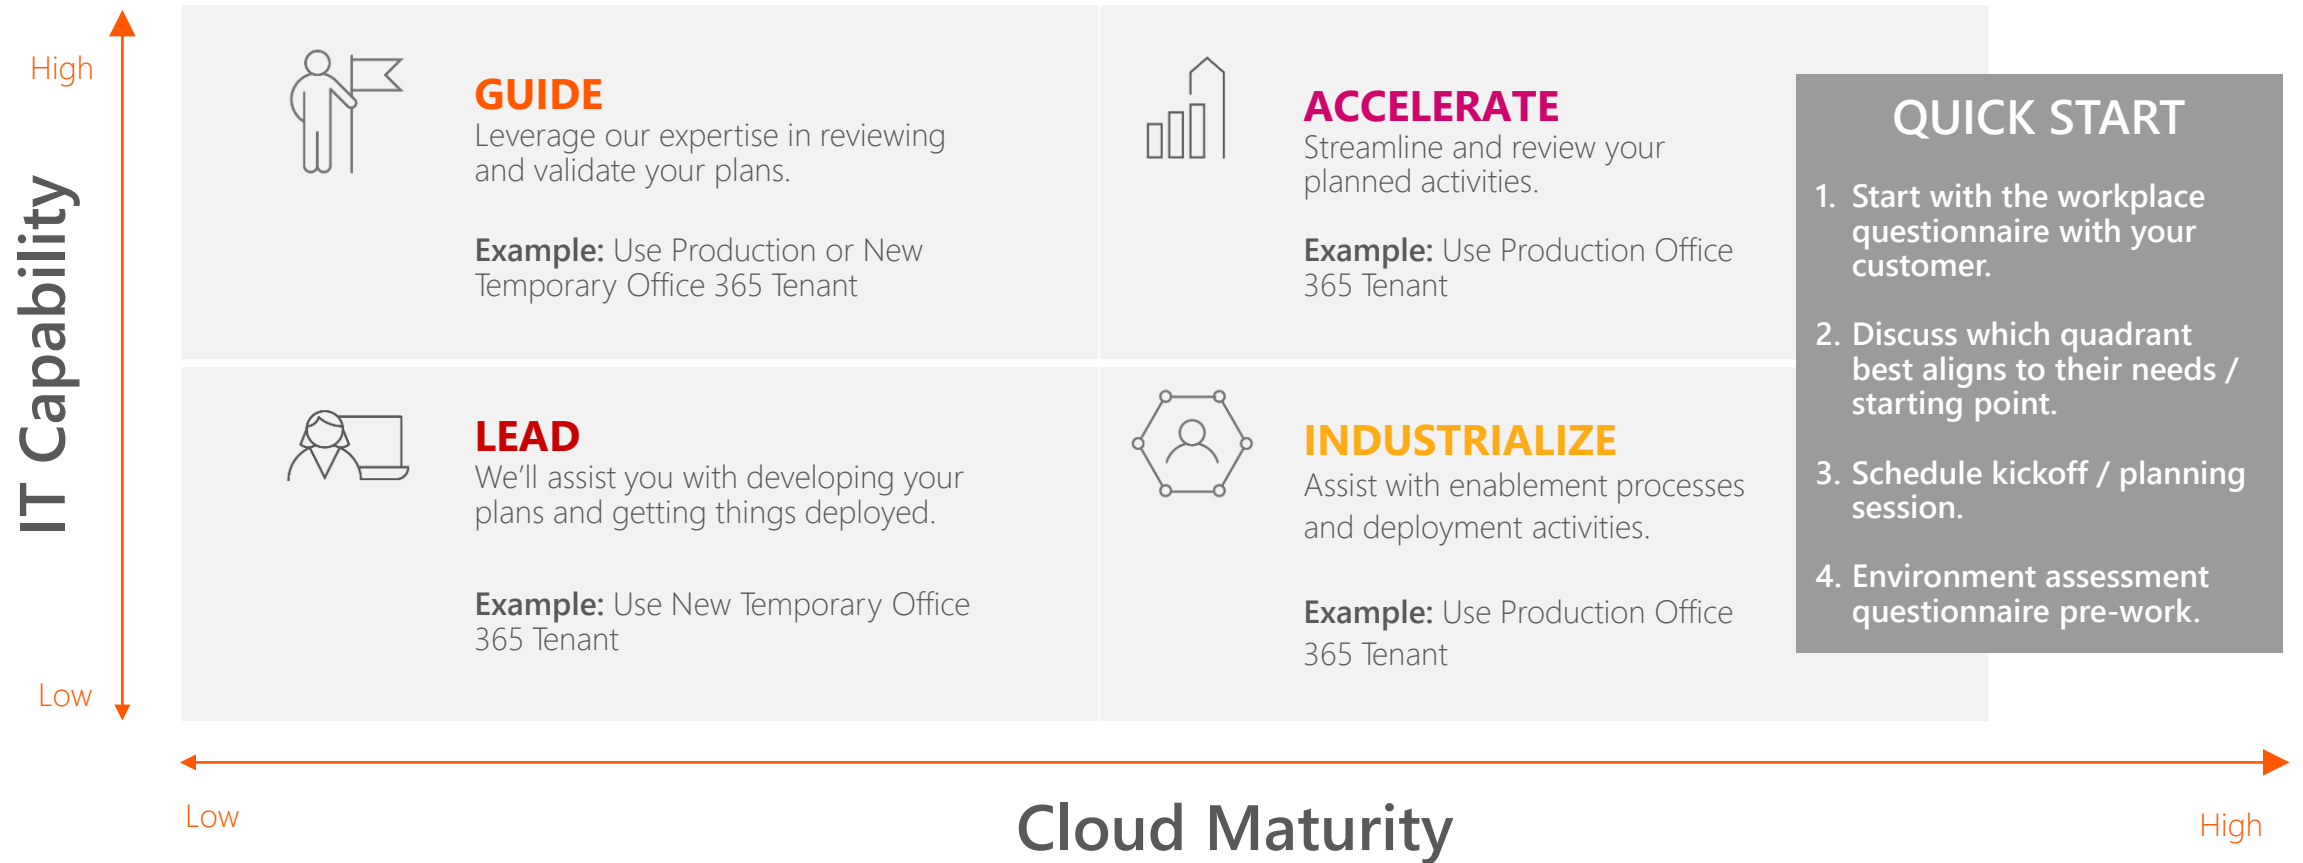 High
IT Capability
Low
GUIDE
Leverage our expertise in reviewing
and validate your plans.
Example: Use Production or New
Temporary Office 365 Tenant
ACCELERATE
Streamline and review your
planned activities.
Example: Use Production Office
365 Tenant
LEAD
We'll assist you with developing your
plans and getting things deployed.
Example: Use New Temporary Office
365 Tenant
INDUSTRIALIZE
Assist with enablement processes
and deployment activities.
Example: Use Production Office
365 Tenant
QUICK START
1. Start with the workplace
questionnaire with your
customer.
2. Discuss which quadrant
best aligns to their needs /
starting point.
3. Schedule kickoff / planning
session.
4. Environment assessment
questionnaire pre-work.
Low
Cloud Maturity
High